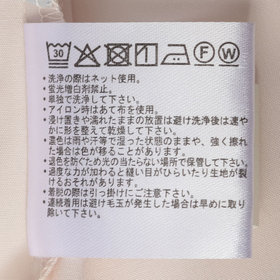 30 F W
・洗浄の際はネット使用。
・蛍光増白剤禁止。
・単独で洗浄して下さい。
・アイロン時はあて布を使用。
・浸け置きや濡れたままの放置は避け洗浄後は速や
かに形を整えて乾燥して下さい。
・濃色は雨や汗等で湿った状態のままや、強く擦れ
た場合は色が移ることがあります。
・退色を防ぐため光の当たらない場所で保管して下さい。
・過度な力が加わると縫い目がひらいたり生地が裂
けるおそれがあります。
・着脱の際は引っ掛けにご注意下さい。
・連続着用は避け毛玉が発生した場合は早めに取り
除いて下さい。